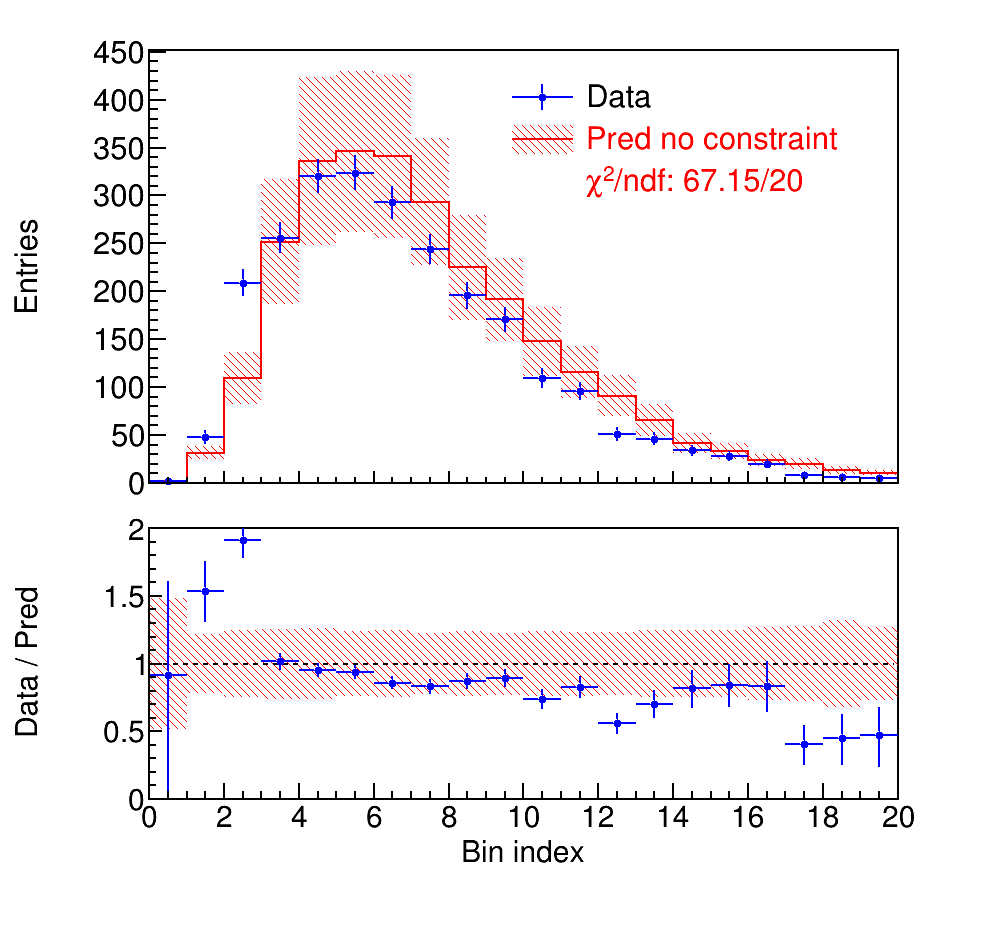 450
400
350
300
250
200
150
100
50
0
Entries
Data
Pred no constraint
χ²/ndf: 67.15/20
2
1.5
1
0.5
0
Data / Pred
0 2 4 6 8 10 12 14 16 18 20
Bin index